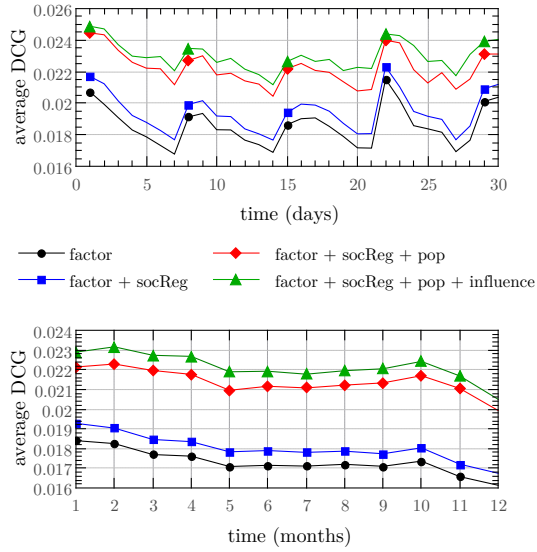 0.026
0.024
0.022
0.02
0.018
0.016
average DCG
0 5 10 15 20 25 30
time (days)
factor
factor + socReg + pop
factor + socReg
factor + socReg + pop + influence
0.024
0.023
0.022
0.021
0.02
0.019
0.018
0.017
0.016
average DCG
1 2 3 4 5 6 7 8 9 10 11 12
time (months)